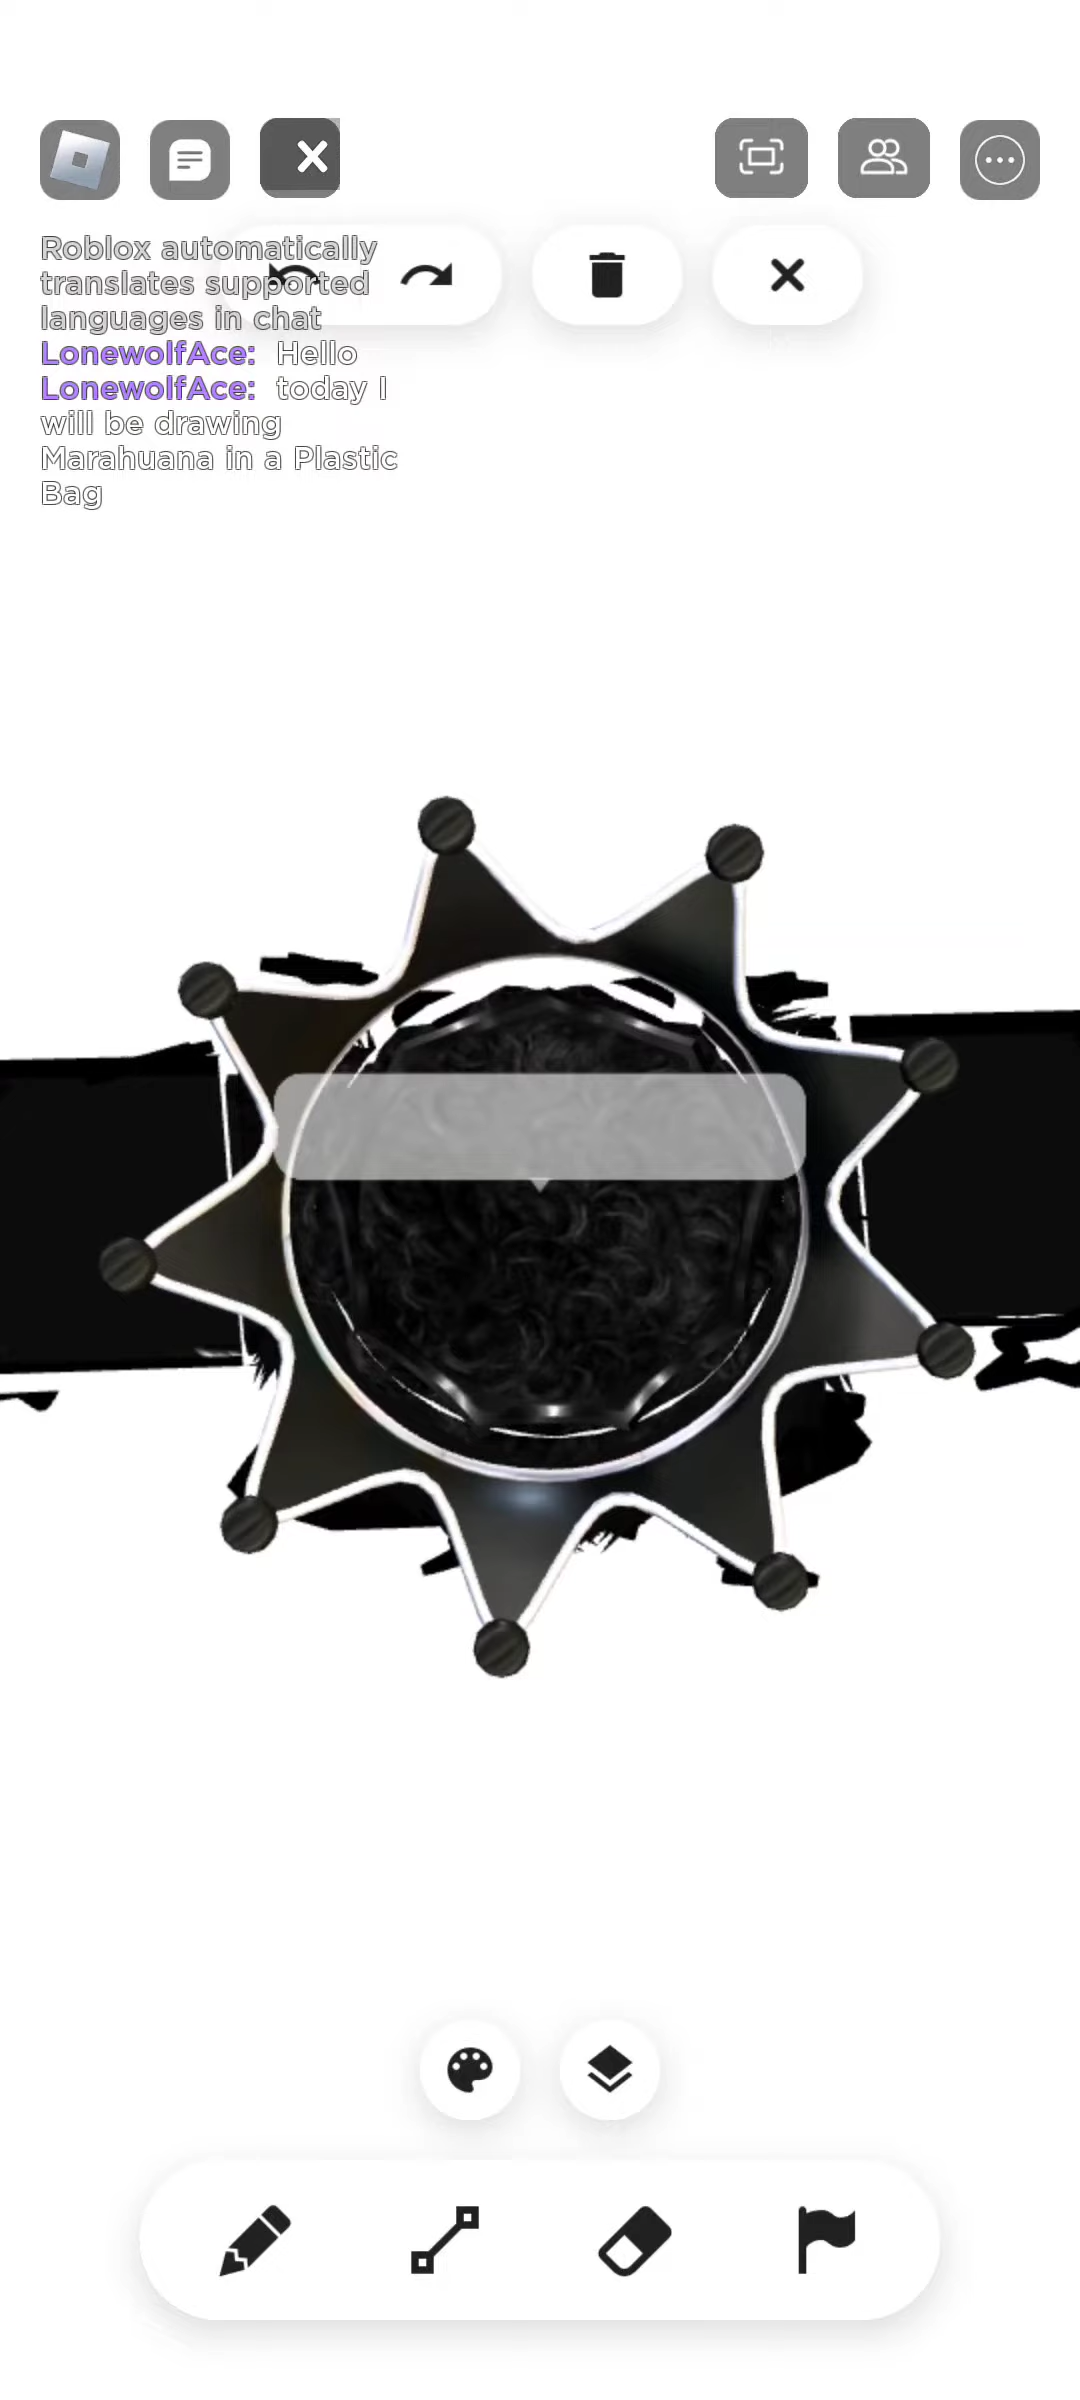 Roblox automatically
translates supported
languages in chat
LonewolfAce: Hello
LonewolfAce: today I
will be drawing
Marahuana in a Plastic
Bag